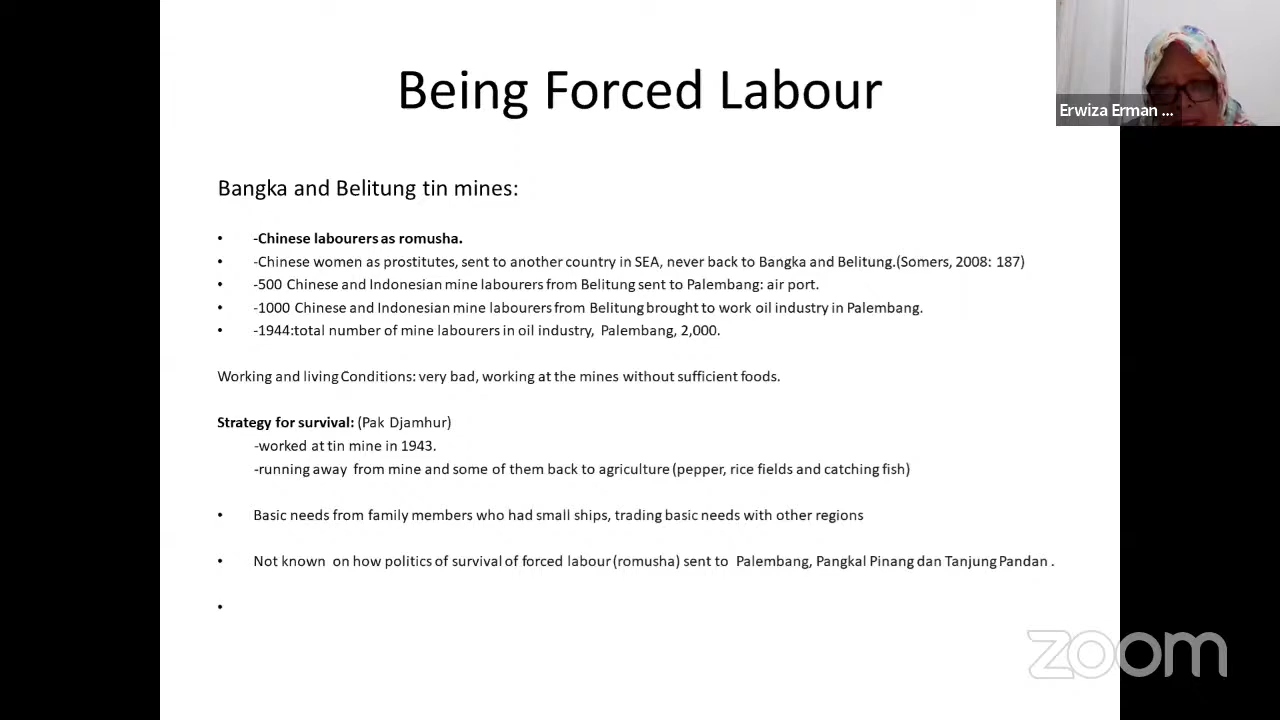 Being Forced Labour
Erwiza Erman ...
Bangka and Belitung tin mines:
• -Chinese labourers as romusha.
• -Chinese women as prostitutes, sent to another country in SEA, never back to Bangka and Belitung.(Somers, 2008: 187)
• -500 Chinese and Indonesian mine labourers from Belitung sent to Palembang: air port.
• -1000 Chinese and Indonesian mine labourers from Belitung brought to work oil industry in Palembang.
• -1944:total number of mine labourers in oil industry, Palembang, 2,000.
Working and living Conditions: very bad, working at the mines without sufficient foods.
Strategy for survival: (Pak Djamhur)
-worked at tin mine in 1943.
-running away from mine and some of them back to agriculture (pepper, rice fields and catching fish)
• Basic needs from family members who had small ships, trading basic needs with other regions
• Not known on how politics of survival of forced labour (romusha) sent to Palembang, Pangkal Pinang dan Tanjung Pandan .
•
zoom